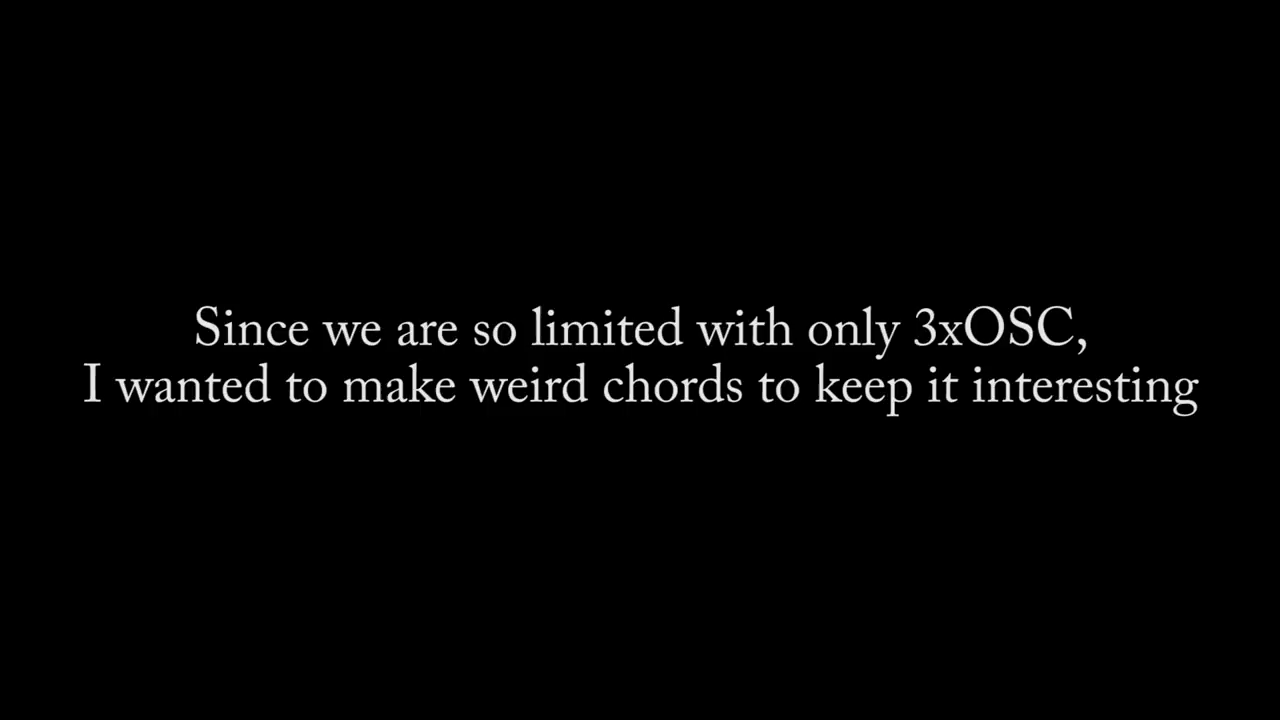 Since we are so limited with only 3xOSC,
I wanted to make weird chords to keep it interesting